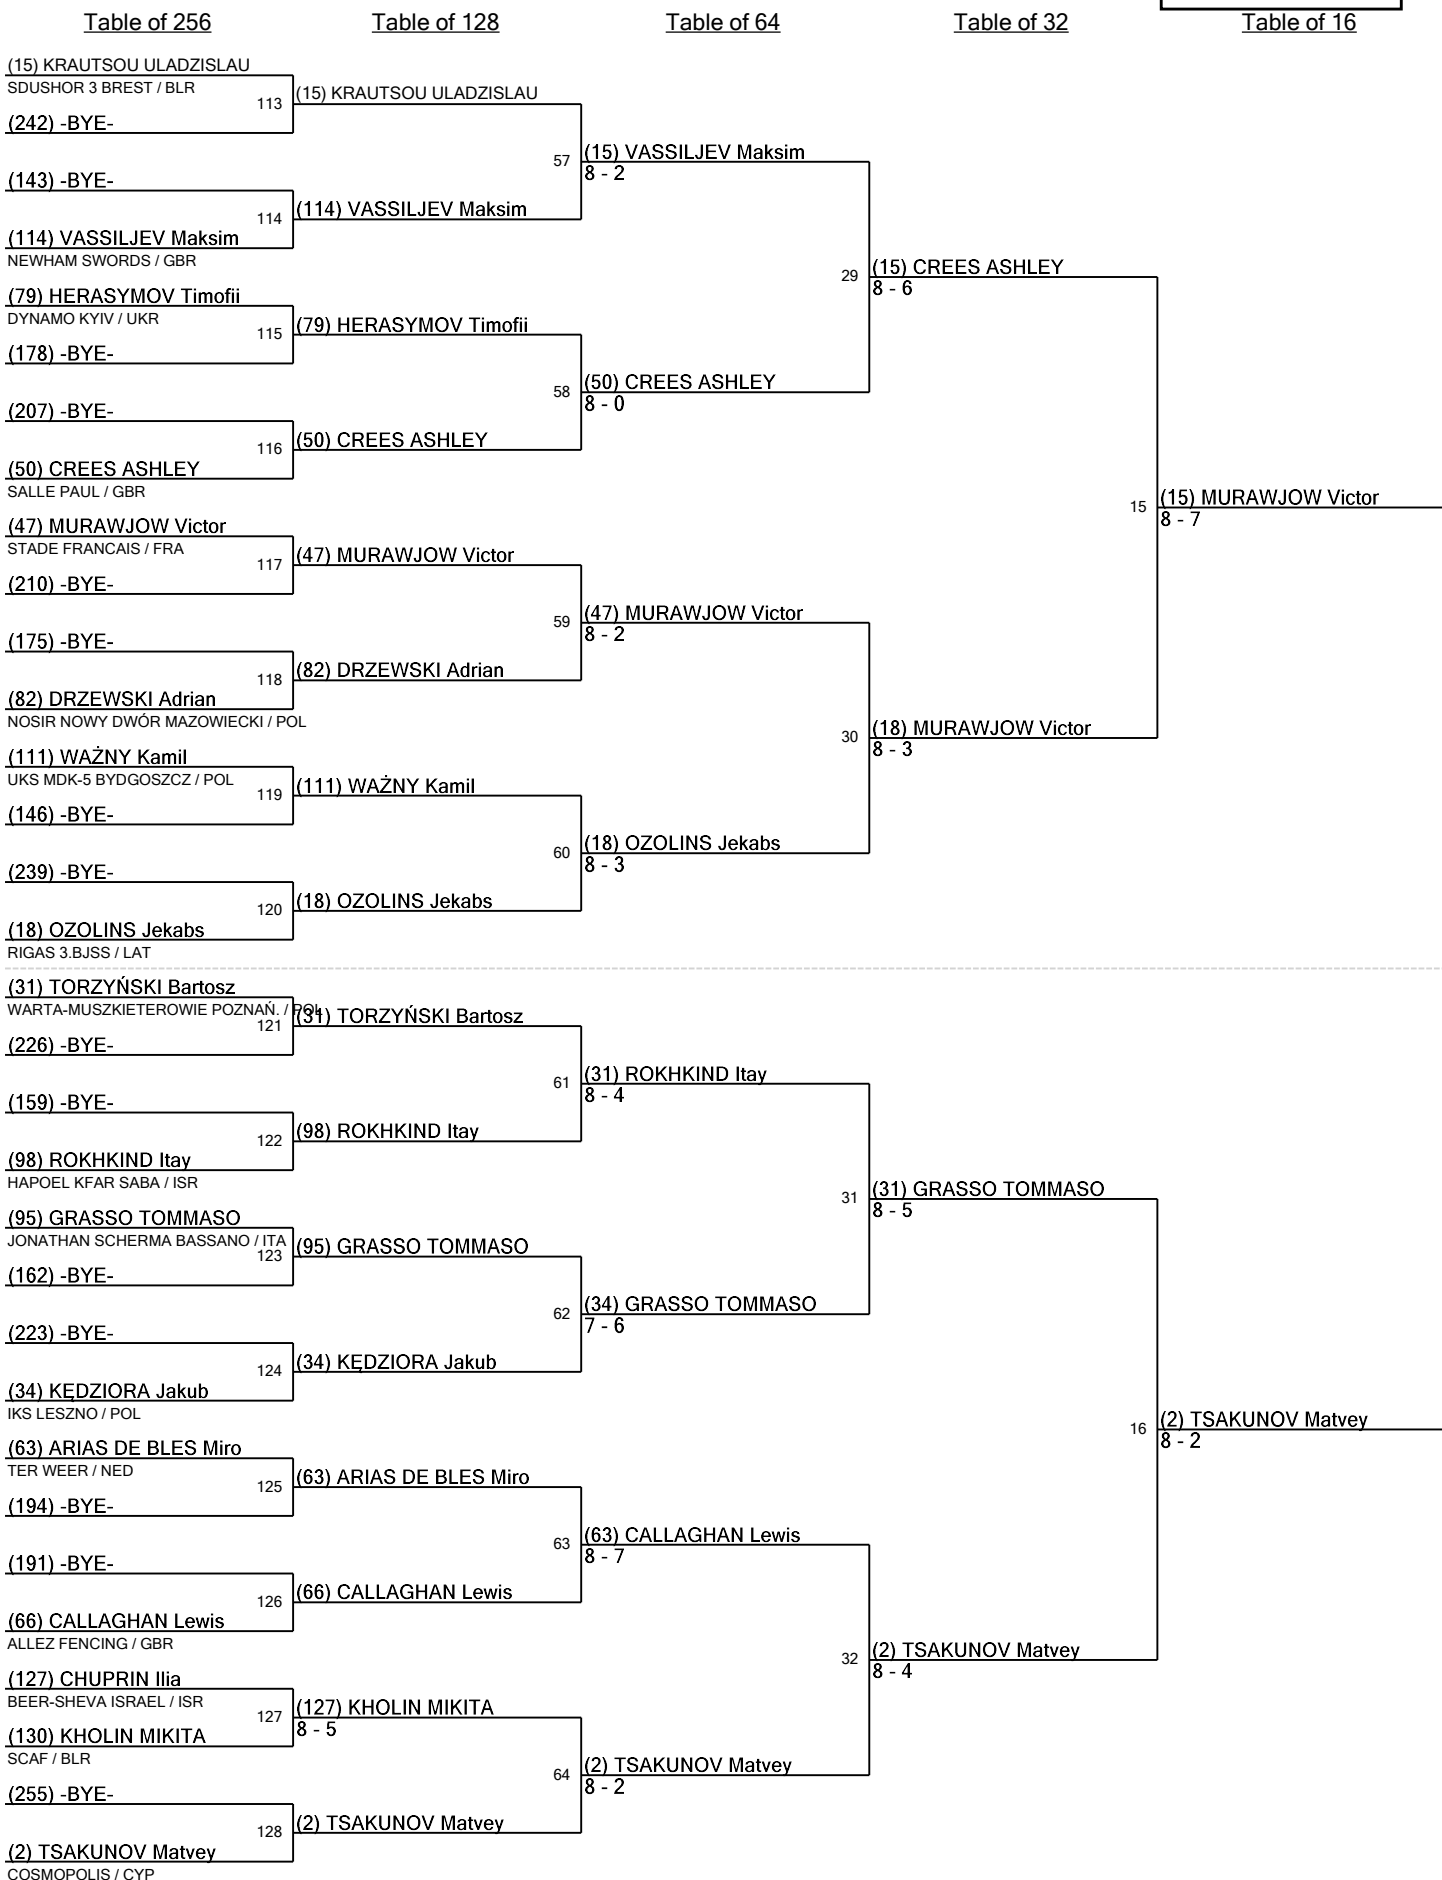 Table of 256
Table of 128
Table of 64
Table of 32
Table of 16
(15) KRAUTSOU ULADZISLAU
SDUSHOR 3 BREST / BLR
113
(242) -BYE-
(15) KRAUTSOU ULADZISLAU
57
(15) VASSILJEV Maksim
8 - 2
(143) -BYE-
114
(114) VASSILJEV Maksim
NEWHAM SWORDS / GBR
(114) VASSILJEV Maksim
29
(15) CREES ASHLEY
8 - 6
(79) HERASYMOV Timofii
DYNAMO KYIV / UKR
115
(178) -BYE-
(79) HERASYMOV Timofii
58
(50) CREES ASHLEY
8 - 0
(207) -BYE-
116
(50) CREES ASHLEY
SALLE PAUL / GBR
(50) CREES ASHLEY
15
(15) MURAWJOW Victor
8 - 7
(47) MURAWJOW Victor
STADE FRANCAIS / FRA
117
(210) -BYE-
(47) MURAWJOW Victor
59
(47) MURAWJOW Victor
8 - 2
(175) -BYE-
118
(82) DRZEWSKI Adrian
NOSIR NOWY DWÓR MAZOWIECKI / POL
(82) DRZEWSKI Adrian
30
(18) MURAWJOW Victor
8 - 3
(111) WAŻNY Kamil
UKS MDK-5 BYDGOSZCZ / POL
119
(146) -BYE-
(111) WAŻNY Kamil
60
(18) OZOLINS Jekabs
8 - 3
(239) -BYE-
120
(18) OZOLINS Jekabs
RIGAS 3.BJSS / LAT
(18) OZOLINS Jekabs
(31) TORZYŃSKI Bartosz
WARTA-MUSZKIETEROWIE POZNAŃ. / POL
121
(226) -BYE-
(31) TORZYŃSKI Bartosz
61
(31) ROKHKIND Itay
8 - 4
(159) -BYE-
122
(98) ROKHKIND Itay
HAPOEL KFAR SABA / ISR
(98) ROKHKIND Itay
31
(31) GRASSO TOMMASO
8 - 5
(95) GRASSO TOMMASO
JONATHAN SCHERMA BASSANO / ITA
123
(162) -BYE-
(95) GRASSO TOMMASO
62
(34) GRASSO TOMMASO
7 - 6
(223) -BYE-
124
(34) KĘDZIORA Jakub
IKS LESZNO / POL
(34) KĘDZIORA Jakub
16
(2) TSAKUNOV Matvey
8 - 2
(63) ARIAS DE BLES Miro
TER WEER / NED
125
(194) -BYE-
(63) ARIAS DE BLES Miro
63
(63) CALLAGHAN Lewis
8 - 7
(191) -BYE-
126
(66) CALLAGHAN Lewis
ALLEZ FENCING / GBR
(66) CALLAGHAN Lewis
32
(2) TSAKUNOV Matvey
8 - 4
(127) CHUPRIN Ilia
BEER-SHEVA ISRAEL / ISR
127
(130) KHOLIN MIKITA
SCAF / BLR
(127) KHOLIN MIKITA
8 - 5
64
(2) TSAKUNOV Matvey
8 - 2
(255) -BYE-
128
(2) TSAKUNOV Matvey
COSMOPOLIS / CYP
(2) TSAKUNOV Matvey